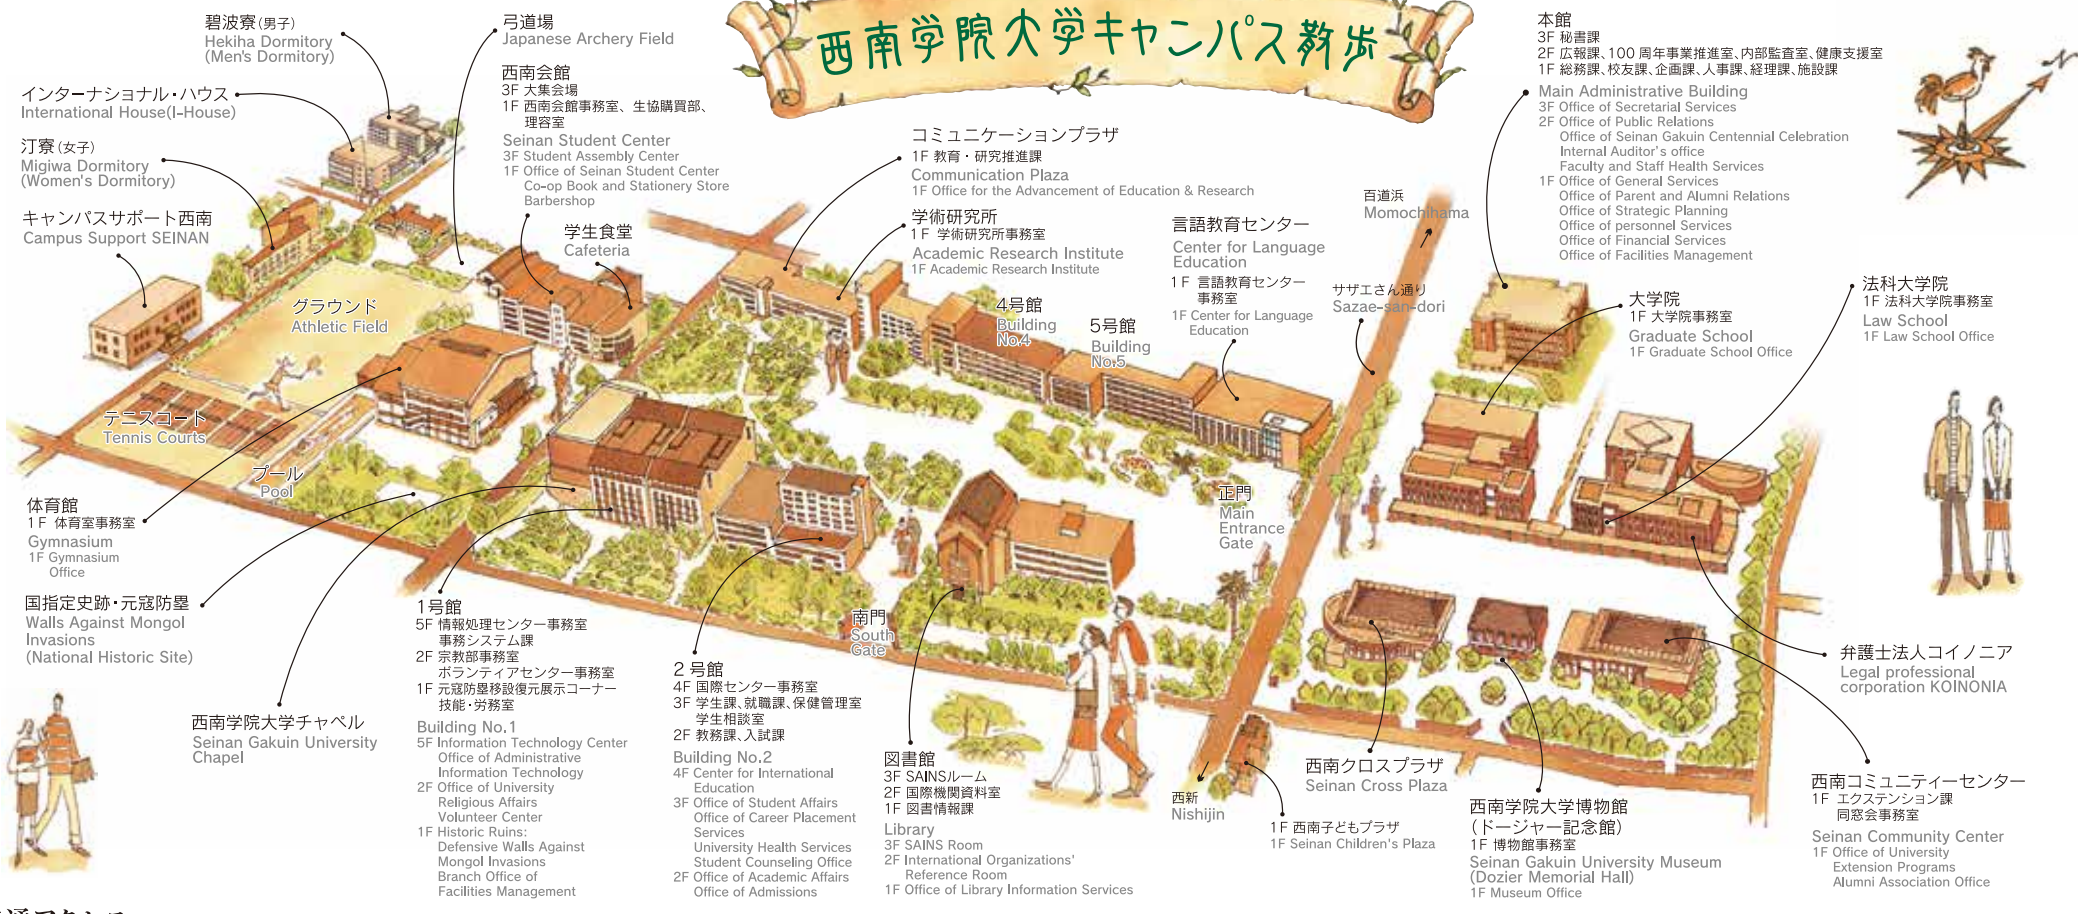 西南学院大学キャンパス散歩
碧波寮(男子)
Hekiha Dormitory
(Men's Dormitory)
弓道場
Japanese Archery Field
インターナショナル・ハウス
International House(I-House)
汀寮(女子)
Migiwa Dormitory
(Women's Dormitory)
キャンパスサポート西南
Campus Support SEINAN
西南会館
3F 大集会場
1F 西南会館事務室、生協購買部、
理容室
Seinan Student Center
3F Student Assembly Center
1F Office of Seinan Student Center
Co-op Book and Stationery Store
Barbershop
学生食堂
Cafeteria
グラウンド
Athletic Field
テニスコート
Tennis Courts
プール
Pool
コミュニケーションプラザ
1F 教育・研究推進課
Communication Plaza
1F Office for the Advancement of Education & Research
学術研究所
1F 学術研究所事務室
Academic Research Institute
1F Academic Research Institute
4号館
Building
No.4
5号館
Building
No.5
言語教育センター
Center for Language
Education
1F 言語教育センター
事務室
1F Center for Language
Education
百道浜
Momochihama
サザエさん通り
Sazae-san-dori
本館
3F 秘書課
2F 広報課、100周年事業推進室、内部監査室、健康支援室
1F 総務課、校友課、企画課、人事課、経理課、施設課
Main Administrative Building
3F Office of Secretarial Services
2F Office of Public Relations
Office of Seinan Gakuin Centennial Celebration
Internal Auditor's office
Faculty and Staff Health Services
1F Office of General Services
Office of Parent and Alumni Relations
Office of Strategic Planning
Office of personnel Services
Office of Financial Services
Office of Facilities Management
N
大学院
1F 大学院事務室
Graduate School
1F Graduate School Office
法科大学院
1F 法科大学院事務室
Law School
1F Law School Office
体育館
1F 体育室事務室
Gymnasium
1F Gymnasium
Office
国指定史跡・元寇防塁
Walls Against Mongol
Invasions
(National Historic Site)
西南学院大学チャペル
Seinan Gakuin University
Chapel
1号館
5F 情報処理センター事務室
事務システム課
2F 宗教部事務室
ボランティアセンター事務室
1F 元寇防塁移設復元展示コーナー
技能・労務室
Building No.1
5F Information Technology Center
Office of Administrative
Information Technology
2F Office of University
Religious Affairs
Volunteer Center
1F Historic Ruins:
Defensive Walls Against
Mongol Invasions
Branch Office of
Facilities Management
2号館
4F 国際センター事務室
3F 学生課、就職課、保健管理室
学生相談室
2F 教務課、入試課
Building No.2
4F Center for International
Education
3F Office of Student Affairs
Office of Career Placement
Services
University Health Services
Student Counseling Office
2F Office of Academic Affairs
Office of Admissions
南門
South
Gate
図書館
3F SAINSルーム
2F 国際機関資料室
1F 図書情報課
Library
3F SAINS Room
2F International Organizations'
Reference Room
1F Office of Library Information Services
正門
Main
Entrance
Gate
西新
Nishijin
1F 西南子どもプラザ
1F Seinan Children's Plaza
西南クロスプラザ
Seinan Cross Plaza
西南学院大学博物館
(ドージャー記念館)
1F 博物館事務室
Seinan Gakuin University Museum
(Dozier Memorial Hall)
1F Museum Office
弁護士法人コイノニア
Legal professional
corporation KOINONIA
西南コミュニティーセンター
1F エクステンション課
同窓会事務室
Seinan Community Center
1F Office of University
Extension Programs
Alumni Association Office